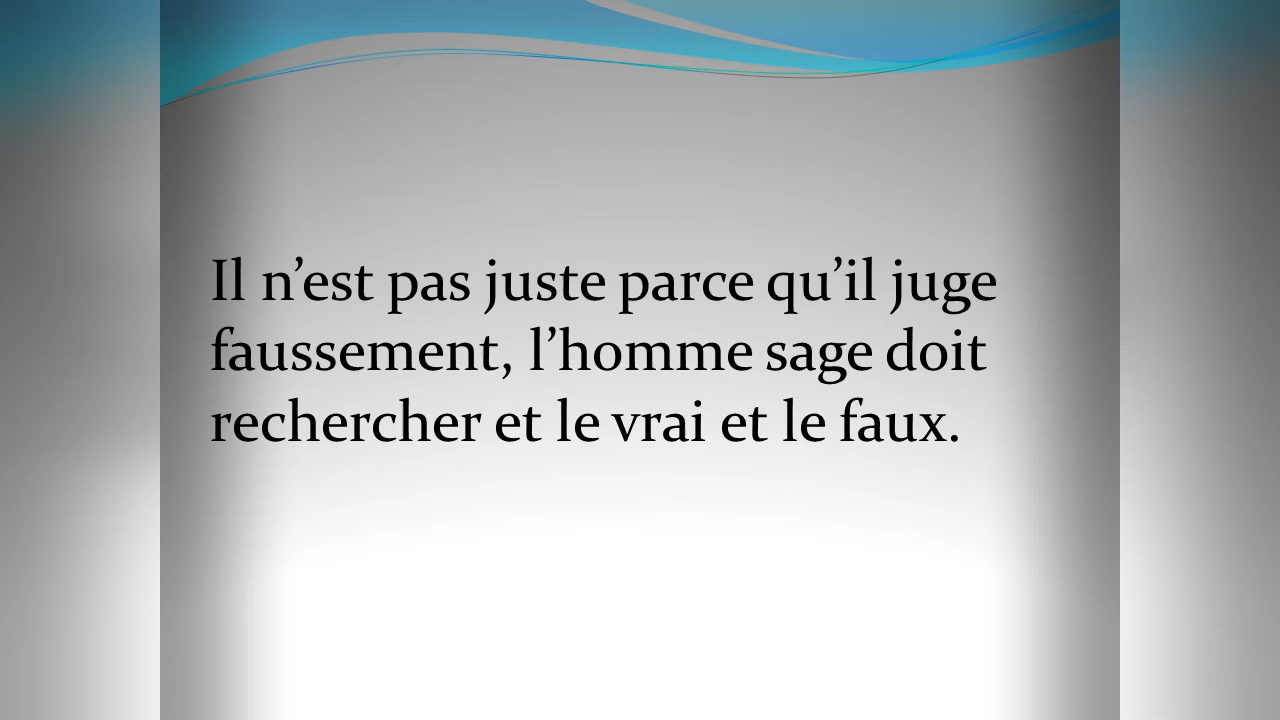 Il n’est pas juste parce qu’il juge
faussement, l’homme sage doit
rechercher et le vrai et le faux.